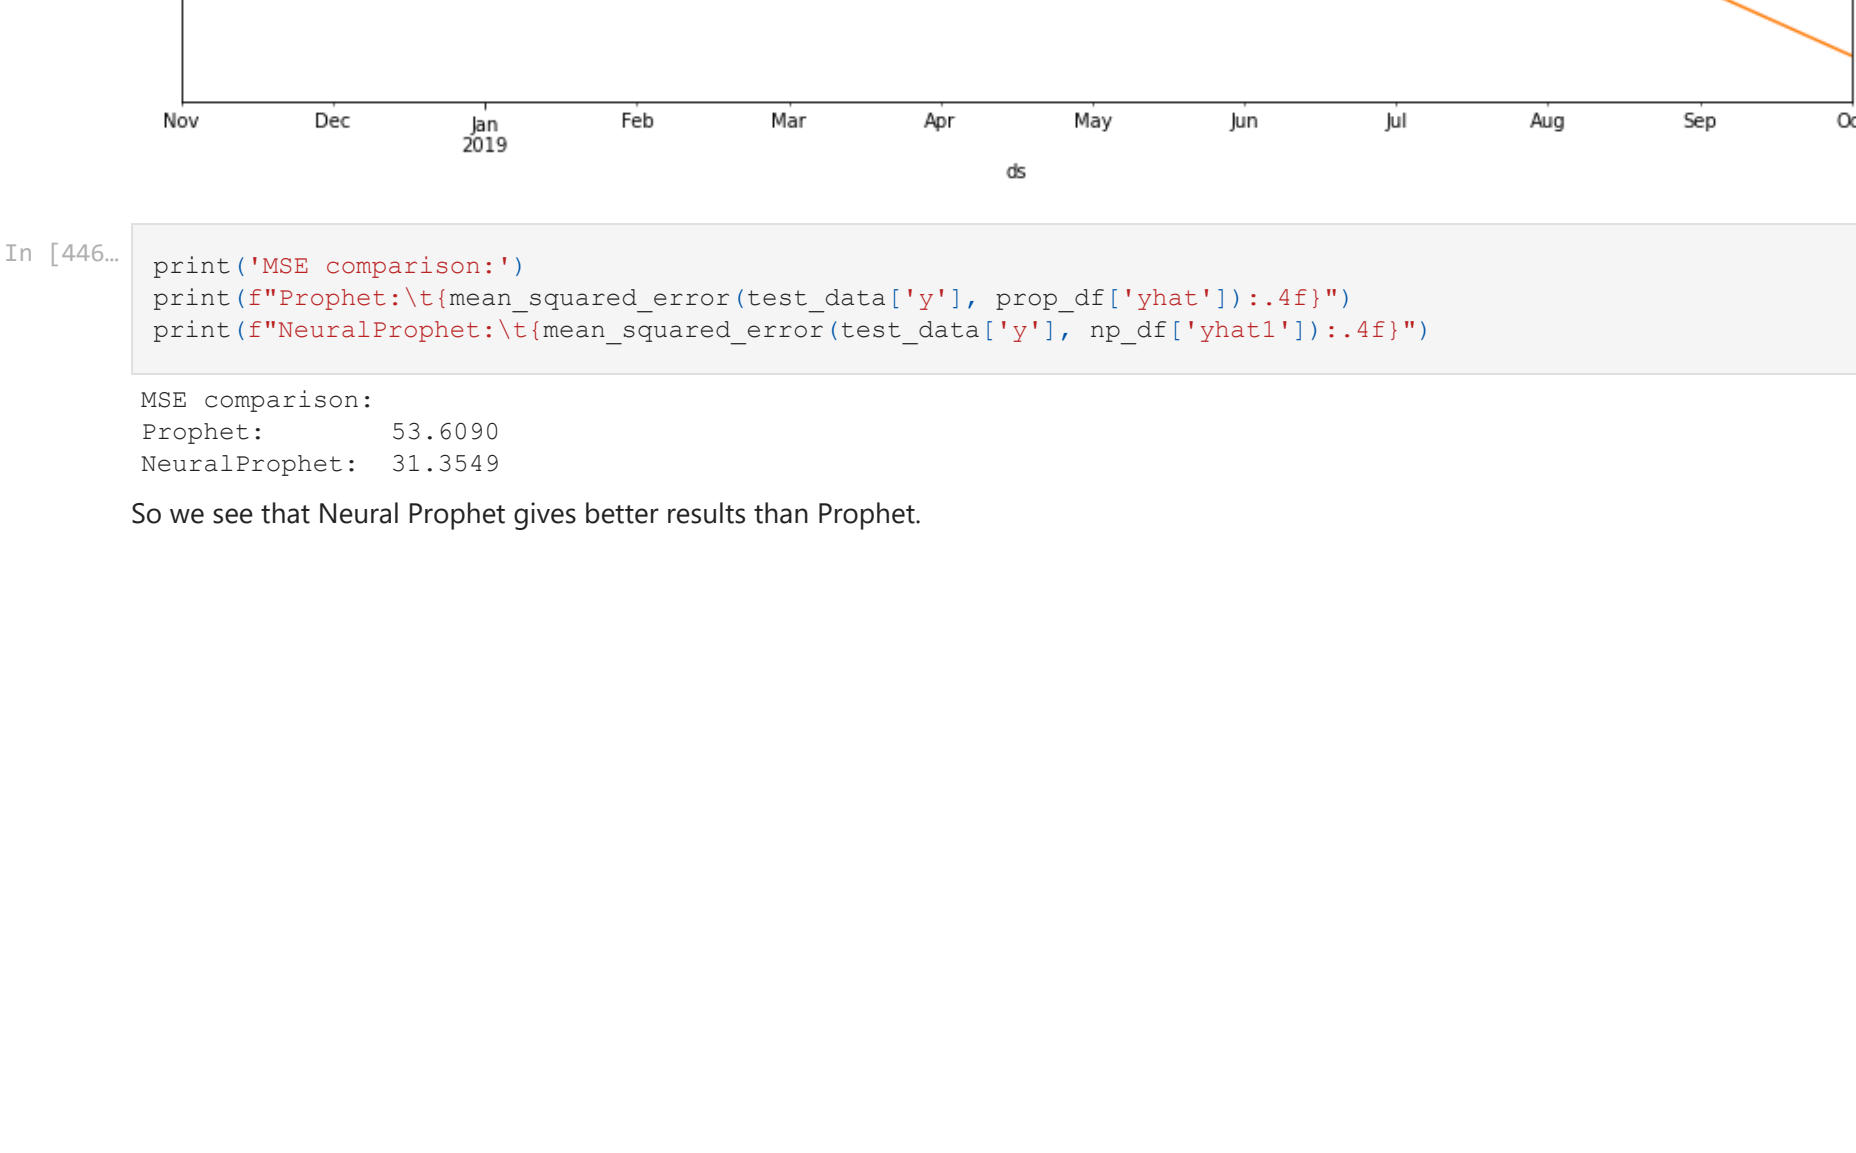 Nov Dec Jan Feb Mar Apr May Jun Jul Aug Sep
2019
ds
In [446…
print('MSE comparison:')
print(f"Prophet:\t{mean_squared_error(test_data['y'], prop_df['yhat']):.4f}")
print(f"NeuralProphet:\t{mean_squared_error(test_data['y'], np_df['yhat1']):.4f}")
MSE comparison:
Prophet: 53.6090
NeuralProphet: 31.3549
So we see that Neural Prophet gives better results than Prophet.